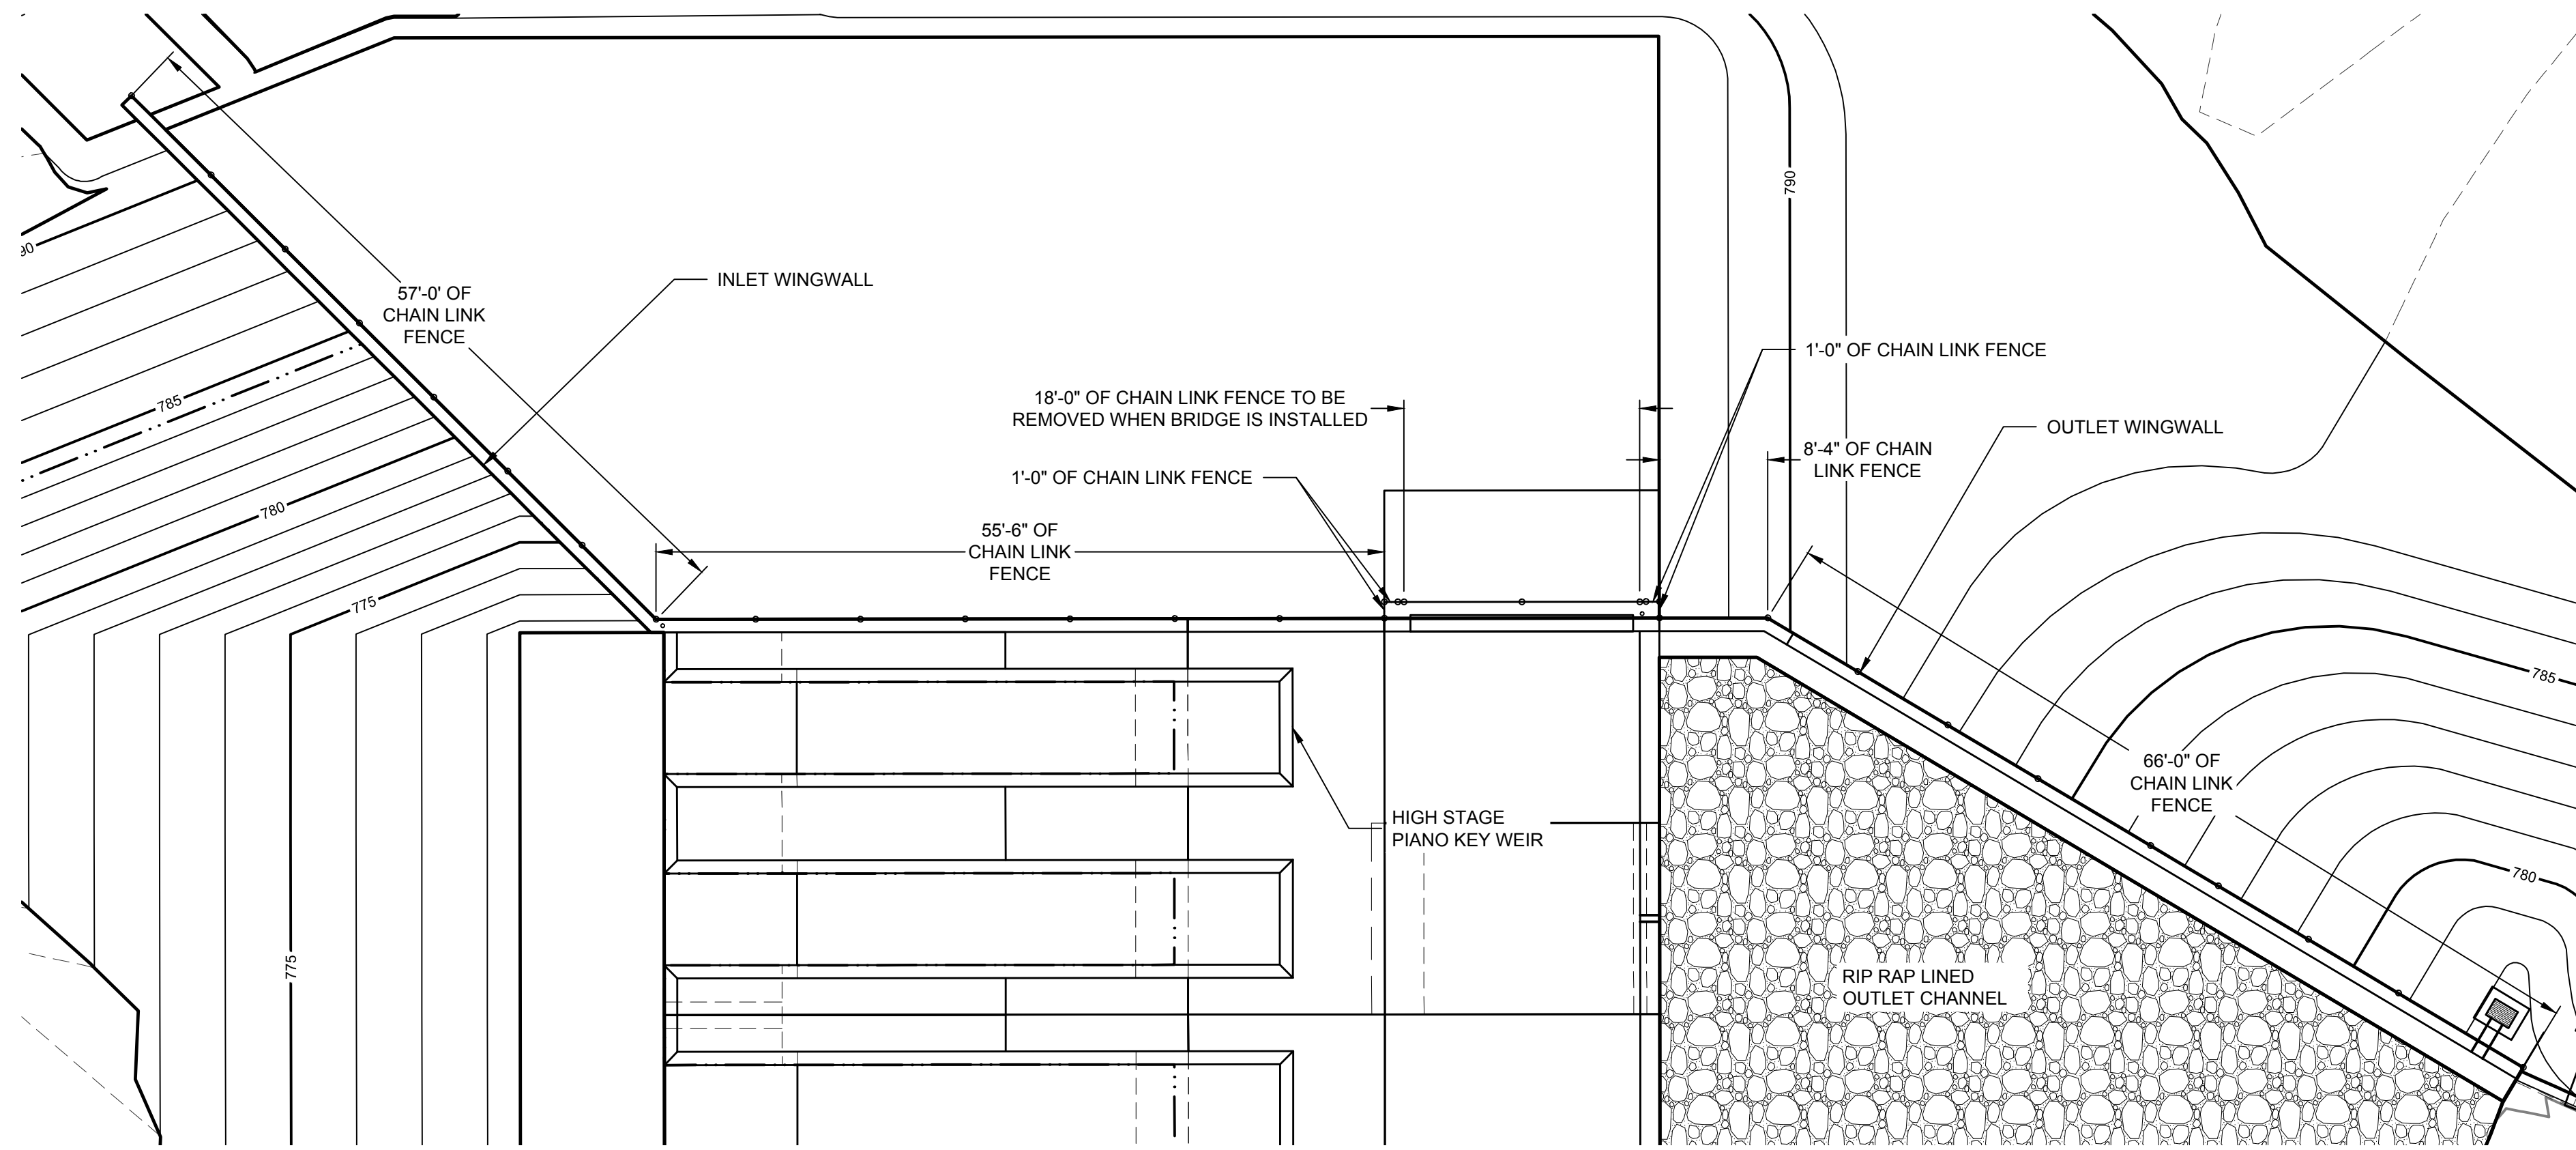 790
57'-0' OF
CHAIN LINK
FENCE
INLET WINGWALL
90
785
780
775
775
18'-0" OF CHAIN LINK FENCE TO BE
REMOVED WHEN BRIDGE IS INSTALLED
1'-0" OF CHAIN LINK FENCE
55'-6" OF
CHAIN LINK
FENCE
1'-0" OF CHAIN LINK FENCE
8'-4" OF CHAIN
LINK FENCE
OUTLET WINGWALL
785
66'-0" OF
CHAIN LINK
FENCE
780
HIGH STAGE
PIANO KEY WEIR
RIP RAP LINED
OUTLET CHANNEL